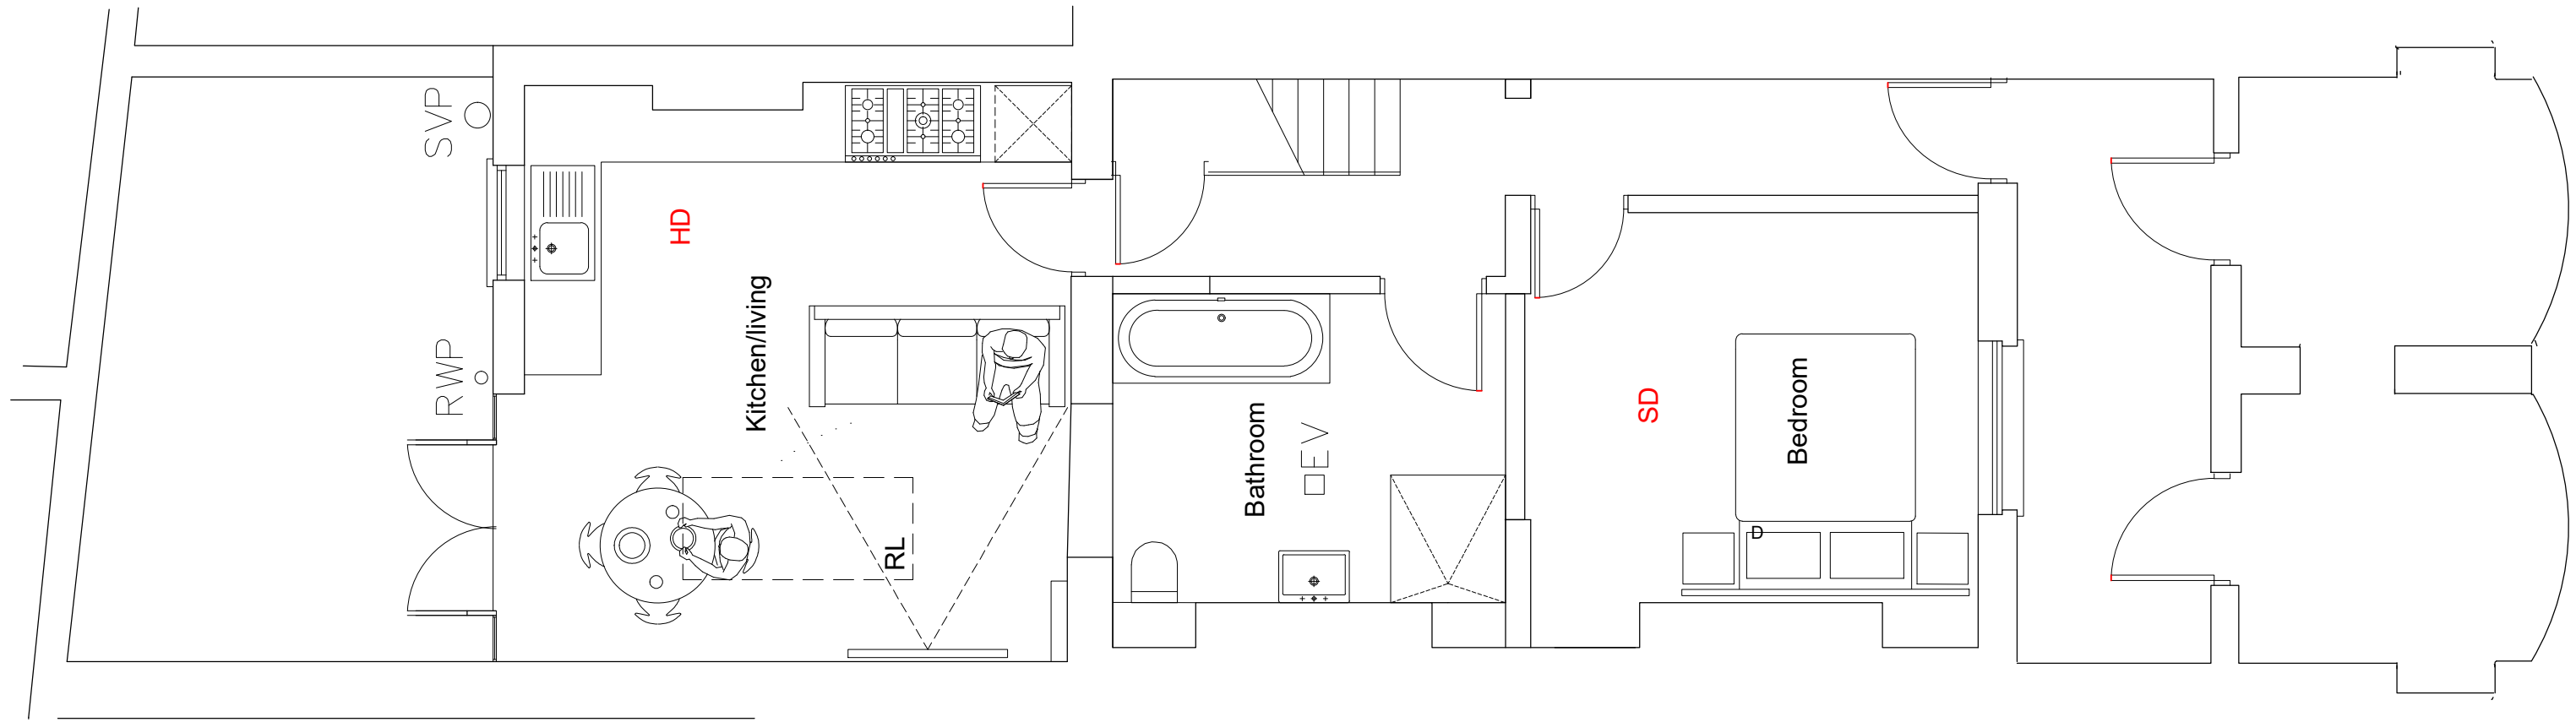 SVP
RWP
HD
Kitchen/living
RL
Bathroom
EV
SD
Bedroom
D